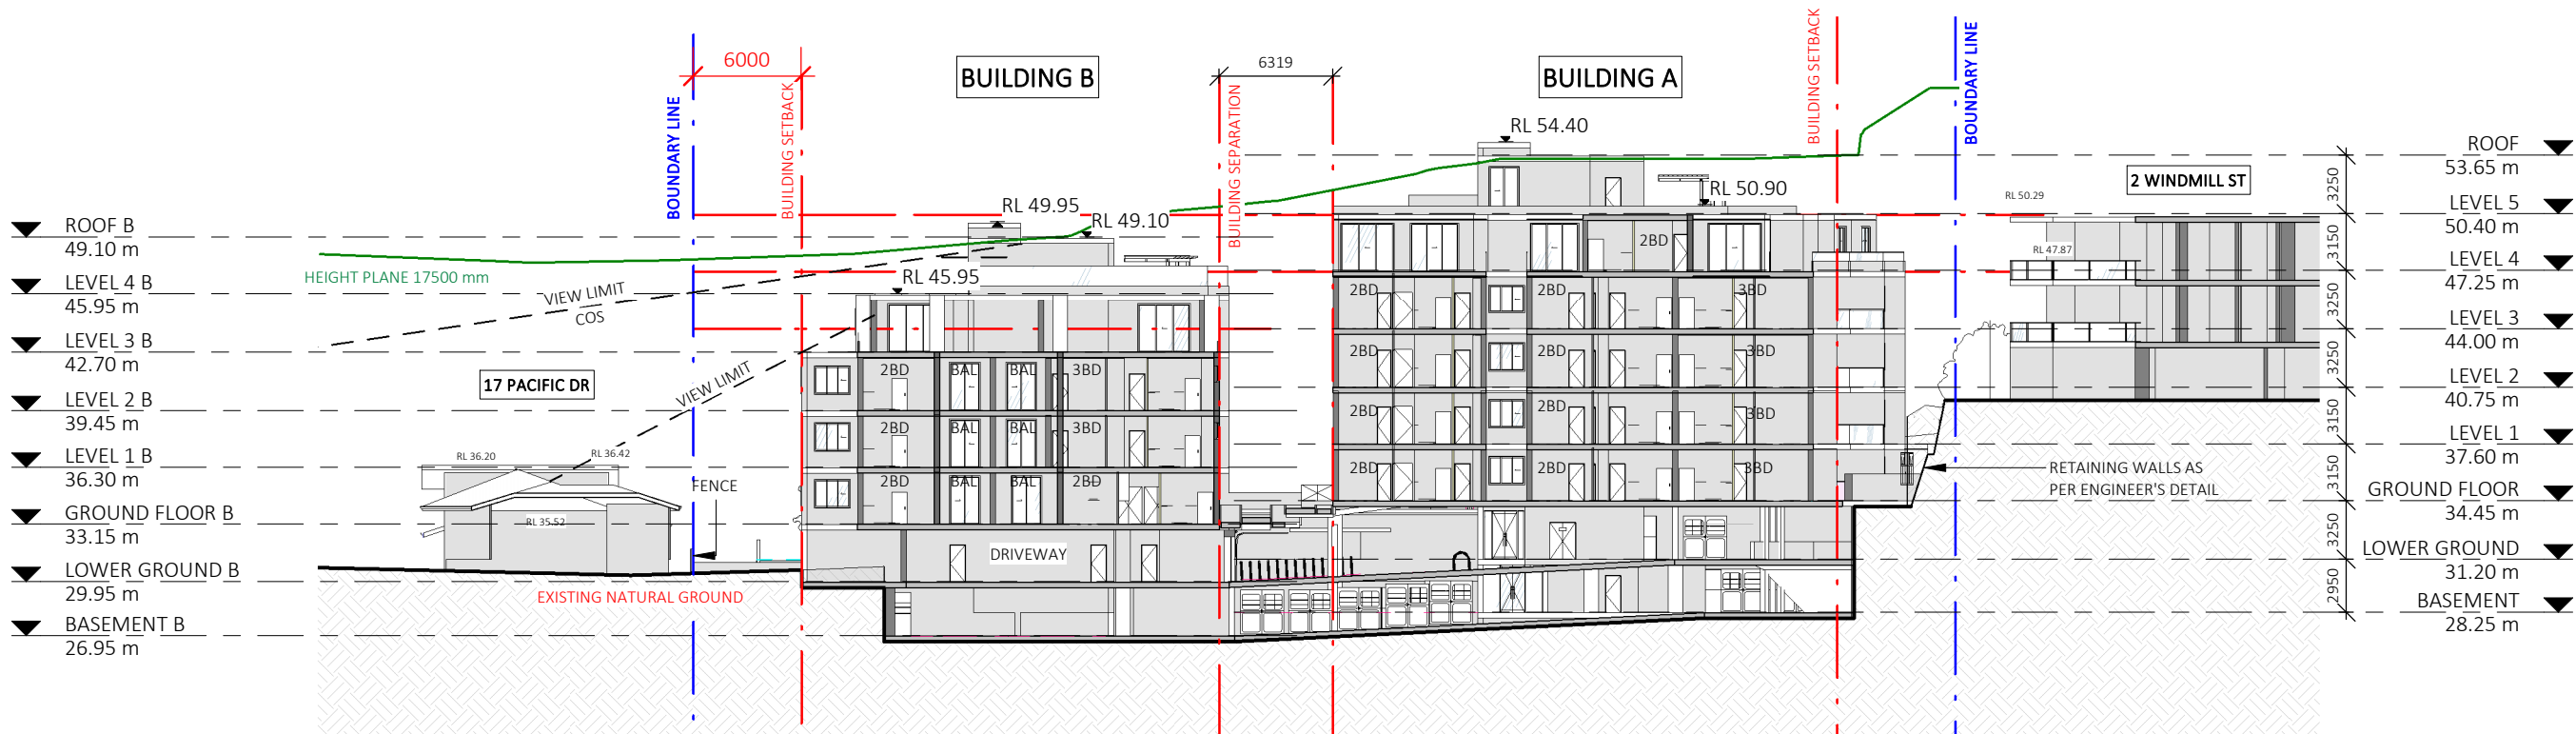 6000
BUILDING B
6319
BUILDING A
BOUNDARY LINE
BUILDING SETBACK
BUILDING SEPARATION
BUILDING SETBACK
BOUNDARY LINE
RL 54.40
RL 50.90
RL 49.95
RL 49.10
RL 45.95
HEIGHT PLANE 17500 mm
VIEW LIMIT
COS
VIEW LIMIT
17 PACIFIC DR
2 WINDMILL ST
RL 50.29
RL 47.87
ROOF B
49.10 m
LEVEL 4 B
45.95 m
LEVEL 3 B
42.70 m
LEVEL 2 B
39.45 m
LEVEL 1 B
36.30 m
GROUND FLOOR B
33.15 m
LOWER GROUND B
29.95 m
BASEMENT B
26.95 m
RL 36.20
RL 36.42
RL 35.52
FENCE
EXISTING NATURAL GROUND
2BD BAL BAL 3BD
2BD BAL BAL 3BD
2BD BAL BAL 2BD
DRIVEWAY
2BD
2BD 2BD 3BD
2BD 2BD 3BD
2BD 2BD 3BD
2BD 2BD 3BD
RETAINING WALLS AS
PER ENGINEER'S DETAIL
3250
3150
3250
3250
3150
3150
3250
2950
ROOF
53.65 m
LEVEL 5
50.40 m
LEVEL 4
47.25 m
LEVEL 3
44.00 m
LEVEL 2
40.75 m
LEVEL 1
37.60 m
GROUND FLOOR
34.45 m
LOWER GROUND
31.20 m
BASEMENT
28.25 m